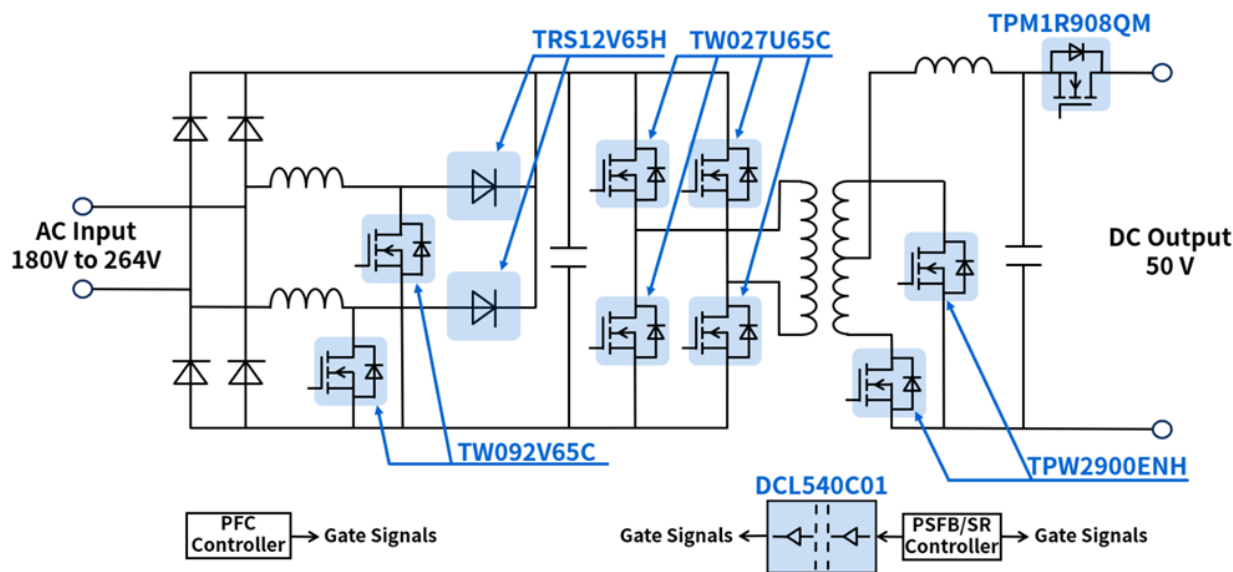 TPM1R908QM
TRS12V65H
TW027U65C
AC Input
180V to 264V
DC Output
50 V
TW092V65C
TPW2900ENH
DCL540C01
PFC
Controller
Gate Signals
Gate Signals
PSFB/SR
Controller
Gate Signals